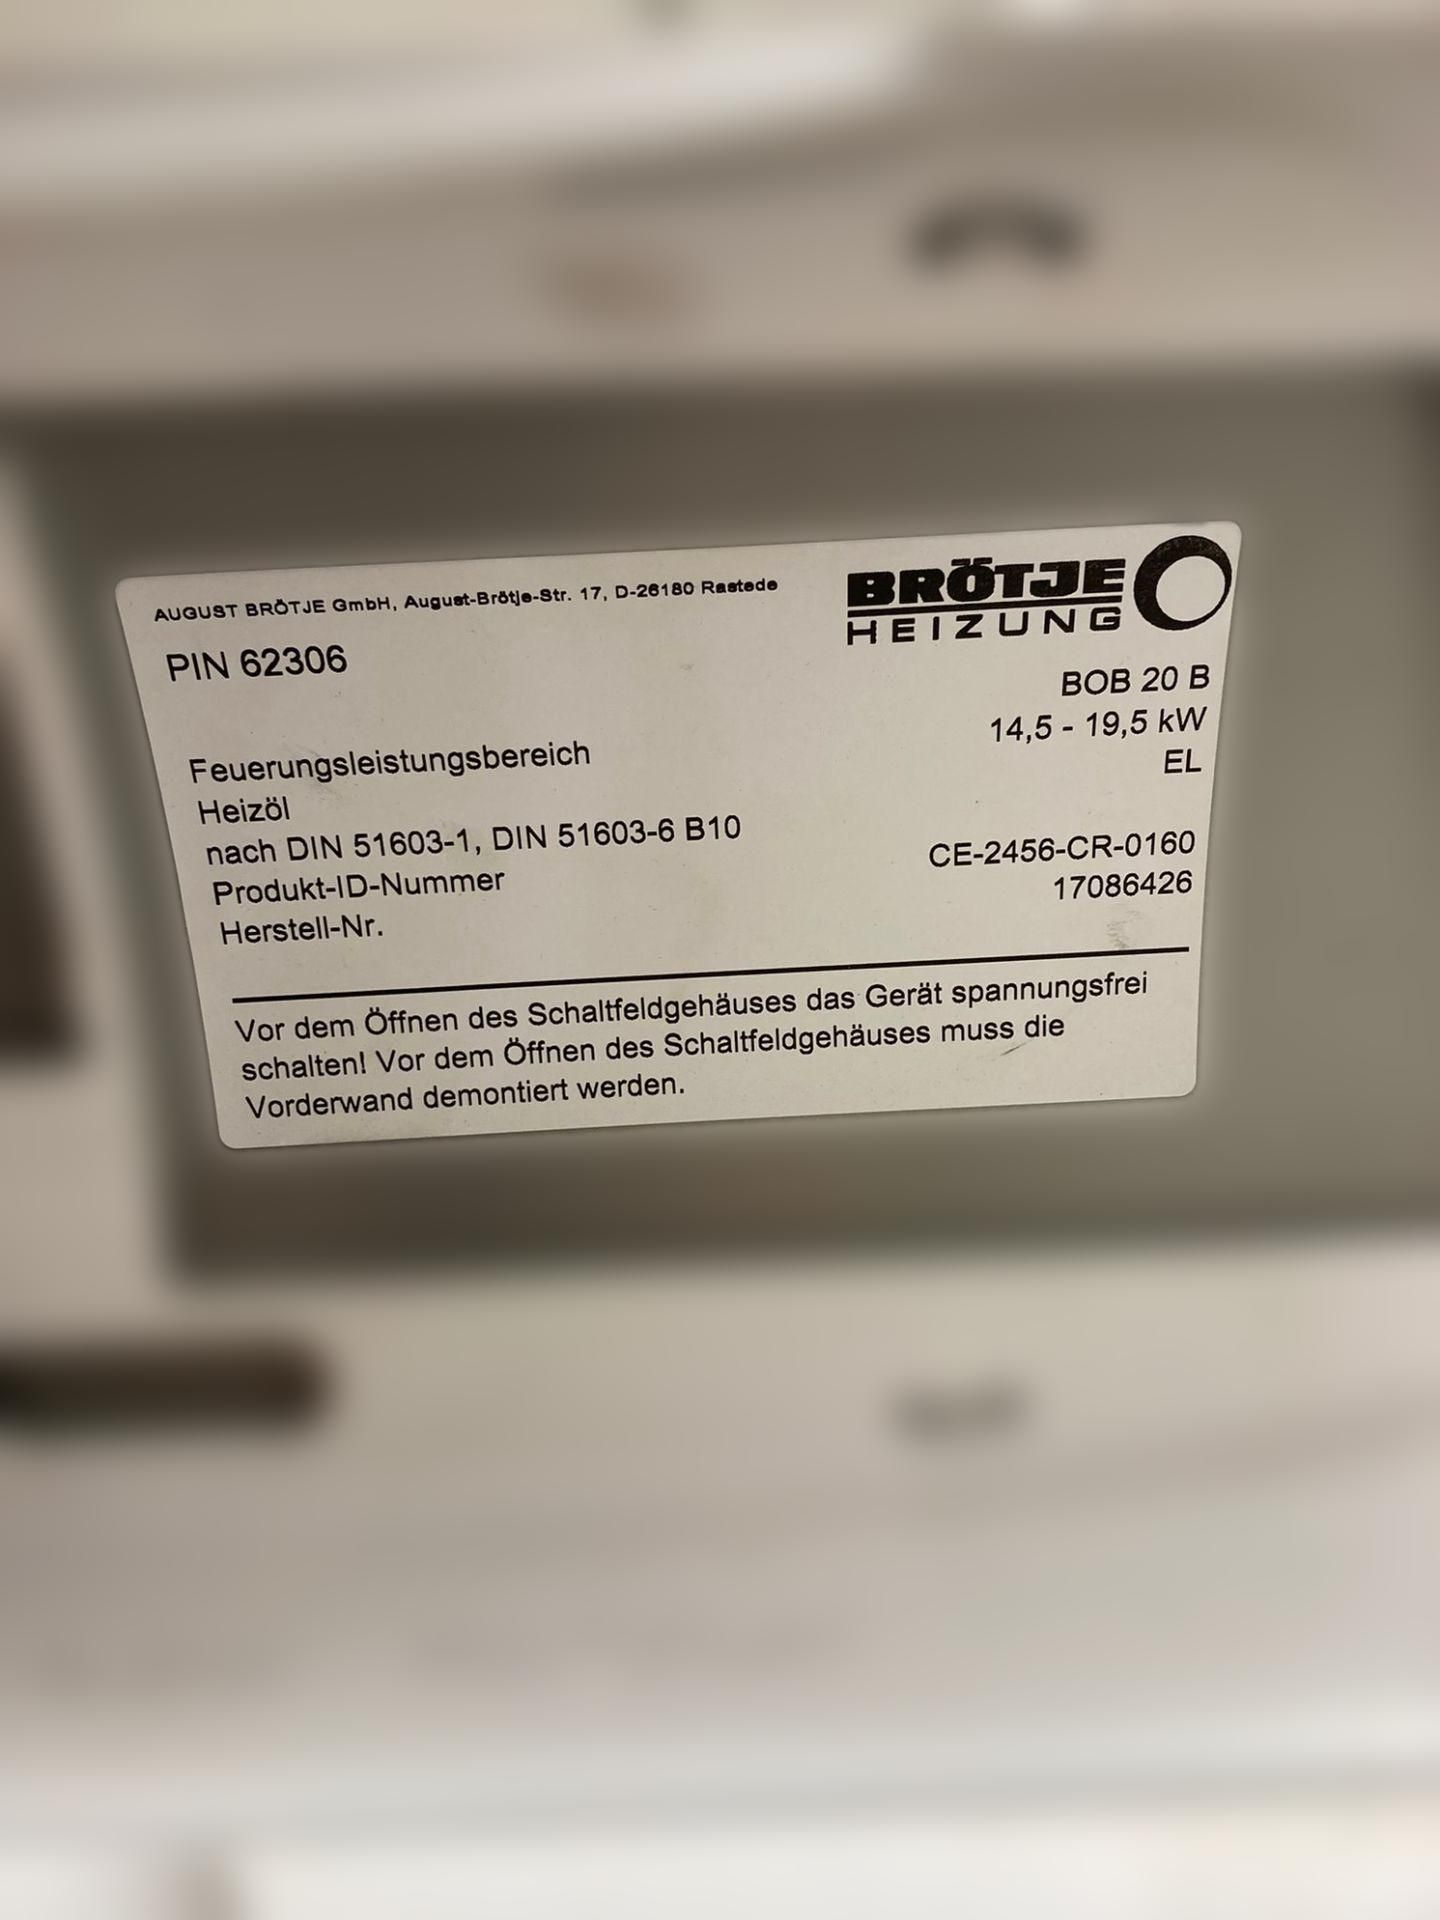 AUGUST BRÖTJE GmbH, August-Brötje-Str. 17, D-26180 Rastede
BRÖTJE
HEIZUNG
PIN 62306
BOB 20 B
Feuerungsleistungsbereich 14,5 - 19,5 kW
Heizöl EL
nach DIN 51603-1, DIN 51603-6 B10
Produkt-ID-Nummer CE-2456-CR-0160
Herstell-Nr. 17086426
Vor dem Öffnen des Schaltfeldgehäuses das Gerät spannungsfrei
schalten! Vor dem Öffnen des Schaltfeldgehäuses muss die
Vorderwand demontiert werden.